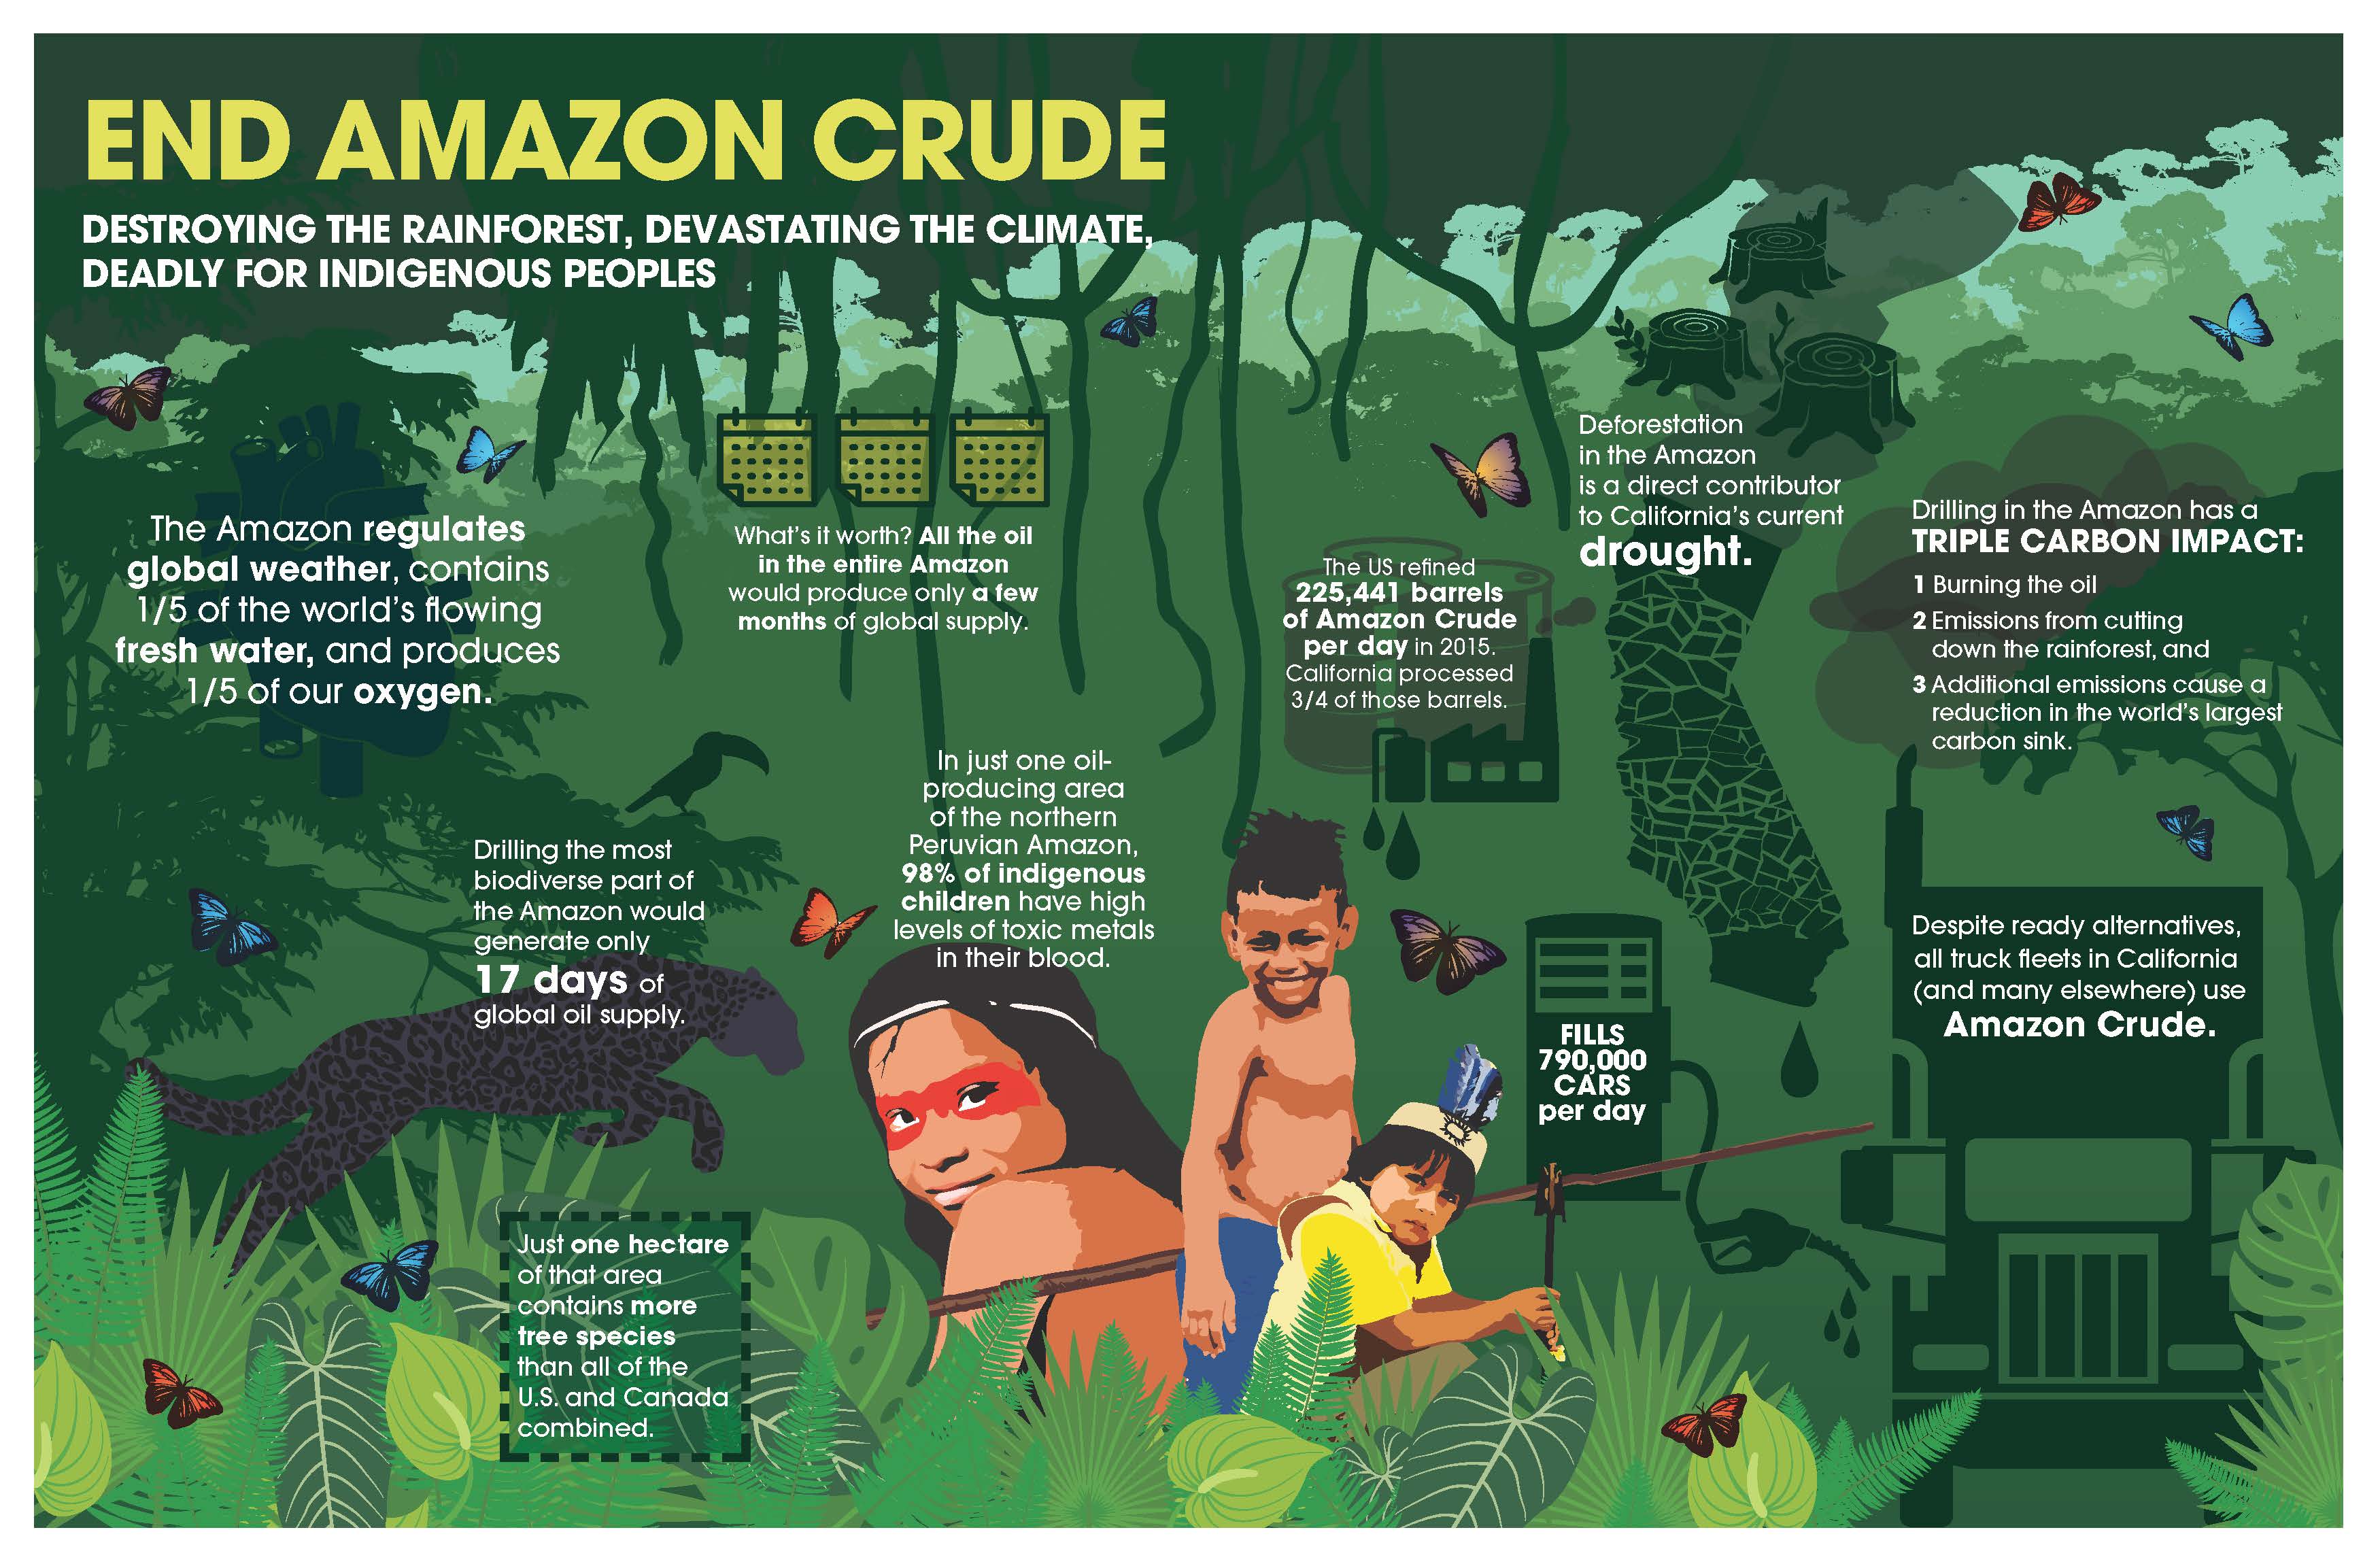 END AMAZON CRUDE
DESTROYING THE RAINFOREST, DEVASTATING THE CLIMATE,
DEADLY FOR INDIGENOUS PEOPLES
The Amazon regulates
global weather, contains
1/5 of the world's flowing
fresh water, and produces
1/5 of our oxygen.
What's it worth? All the oil
in the entire Amazon
would produce only a few
months of global supply.
The US refined
225,441 barrels
of Amazon Crude
per day in 2015.
California processed
3/4 of those barrels.
Deforestation
in the Amazon
is a direct contributor
to California's current
drought.
Drilling in the Amazon has a
TRIPLE CARBON IMPACT:
1 Burning the oil
2 Emissions from cutting
down the rainforest, and
3 Additional emissions cause a
reduction in the world's largest
carbon sink.
Drilling the most
biodiverse part of
the Amazon would
generate only
17 days of
global oil supply.
In just one oil-
producing area
of the northern
Peruvian Amazon,
98% of indigenous
children have high
levels of toxic metals
in their blood.
FILLS
790,000
CARS
per day
Despite ready alternatives,
all truck fleets in California
(and many elsewhere) use
Amazon Crude.
Just one hectare
of that area
contains more
tree species
than all of the
U.S. and Canada
combined.